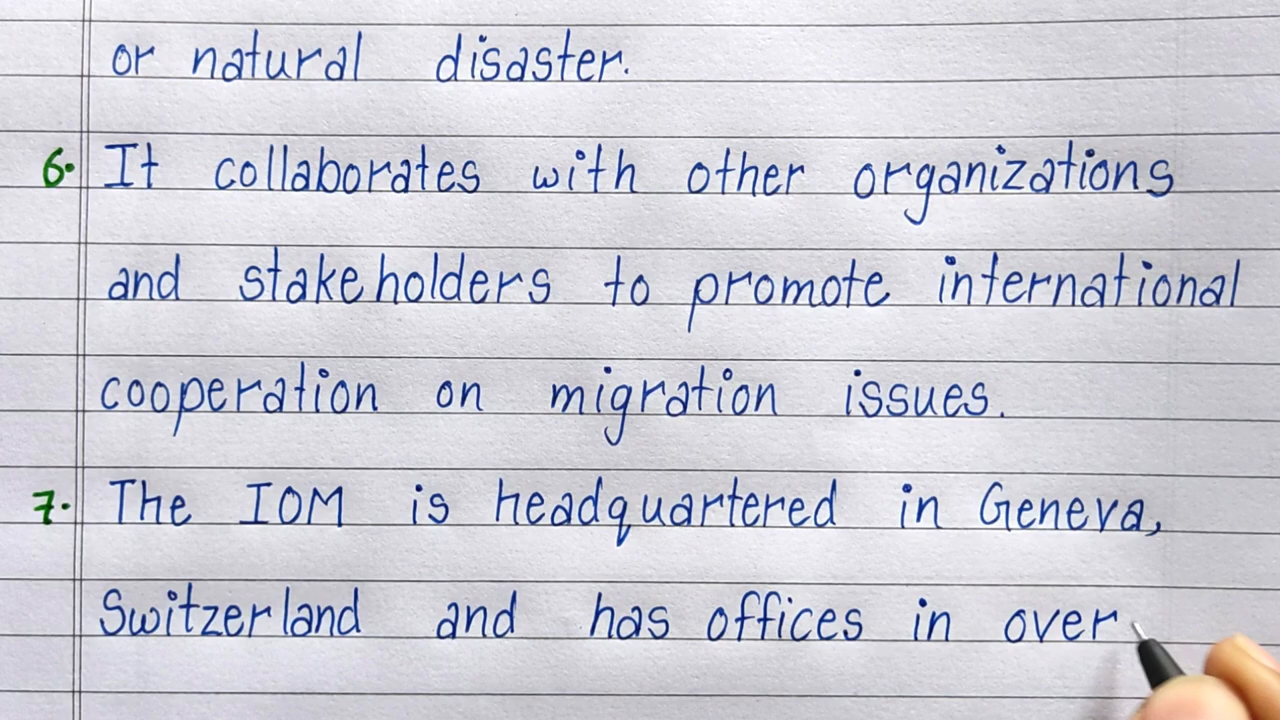 or natural disaster.
6. It collaborates with other organizations
and stakeholders to promote international
cooperation on migration issues.
7. The IOM is headquartered in Geneva,
Switzerland and has offices in over